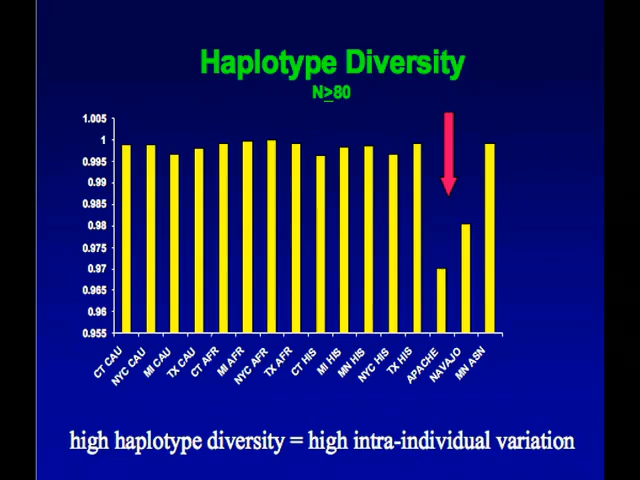 Haplotype Diversity
N≥80
1.005
1
0.995
0.99
0.985
0.98
0.975
0.97
0.965
0.96
0.955
CT CAU
NYC CAU
MI CAU
TX CAU
CT AFR
MI AFR
NYC AFR
TX AFR
CT HIS
MI HIS
MN HIS
NYC HIS
TX HIS
APACHE
NAVAJO
MN ASN
high haplotype diversity = high intra-individual variation